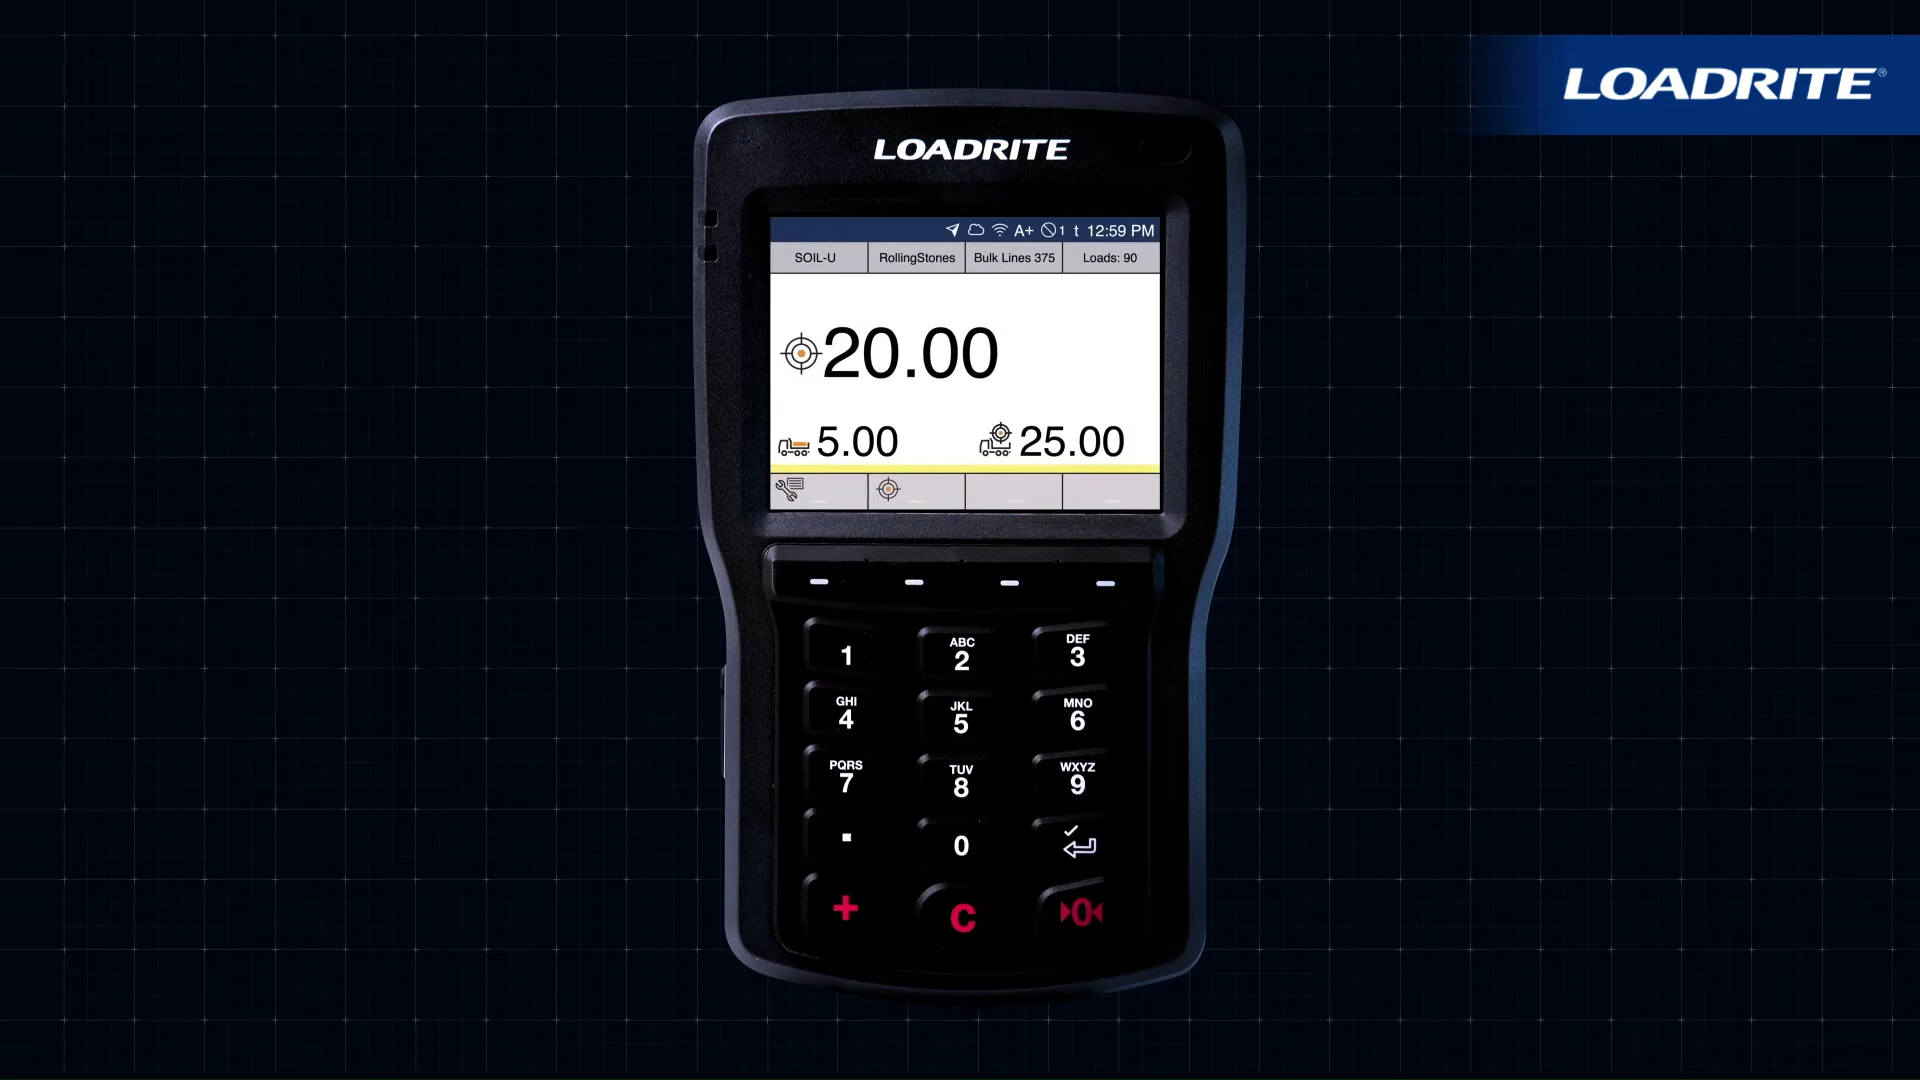 LOADRITE®
LOADRITE
A+ 1 t 12:59 PM
SOIL-U RollingStones Bulk Lines 375 Loads: 90
20.00
5.00 25.00
1 ABC 2 DEF 3
GHI 4 JKL 5 MNO 6
PQRS 7 TUV 8 WXYZ 9
. 0
+ C 0